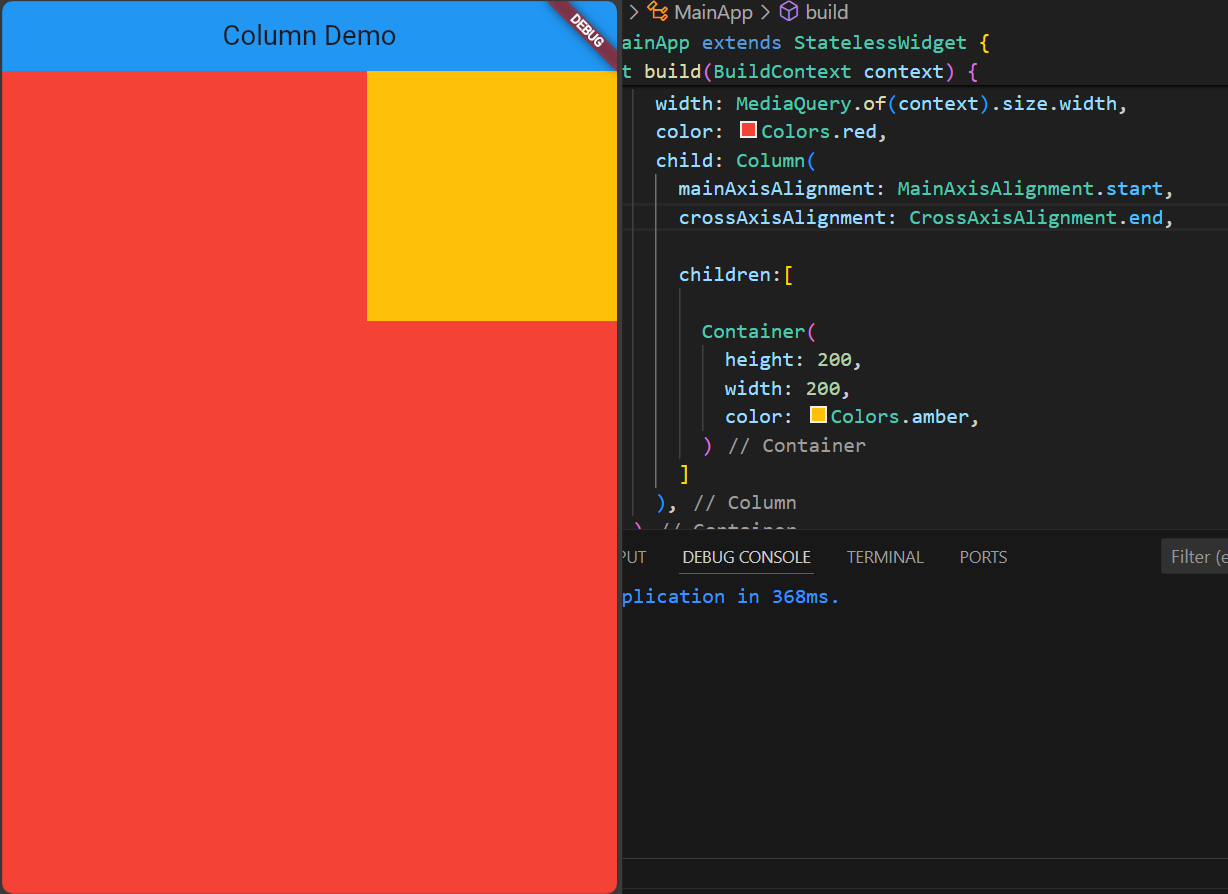 Column Demo
DEBUG
MainApp build
ainApp extends StatelessWidget {
t build(BuildContext context) {
width: MediaQuery.of(context).size.width,
color: Colors.red,
child: Column(
mainAxisAlignment: MainAxisAlignment.start,
crossAxisAlignment: CrossAxisAlignment.end,
children:[
Container(
height: 200,
width: 200,
color: Colors.amber,
) // Container
]
), // Column
) // Container
PUT DEBUG CONSOLE TERMINAL PORTS Filter (e
plication in 368ms.